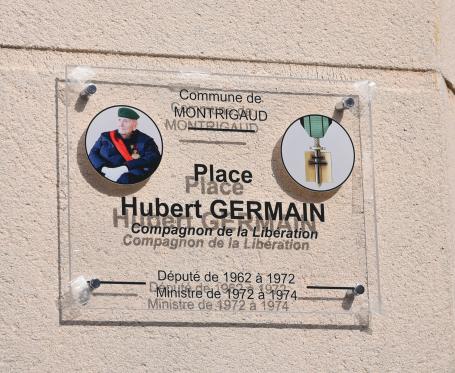 Commune de
MONTRIGAUD
Place
Hubert GERMAIN
Compagnon de la Libération
Député de 1962 à 1972
Ministre de 1972 à 1974